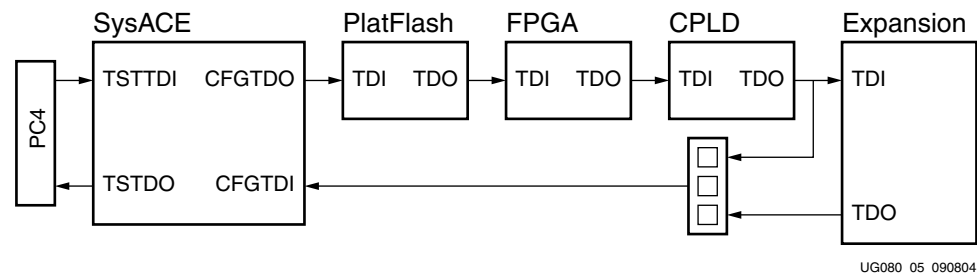 SysACE PlatFlash FPGA CPLD Expansion
TSTTDI CFGTDO TDI TDO TDI TDO TDI TDO TDI
PC4
TSTDO CFGTDI TDO
UG080_05_090804